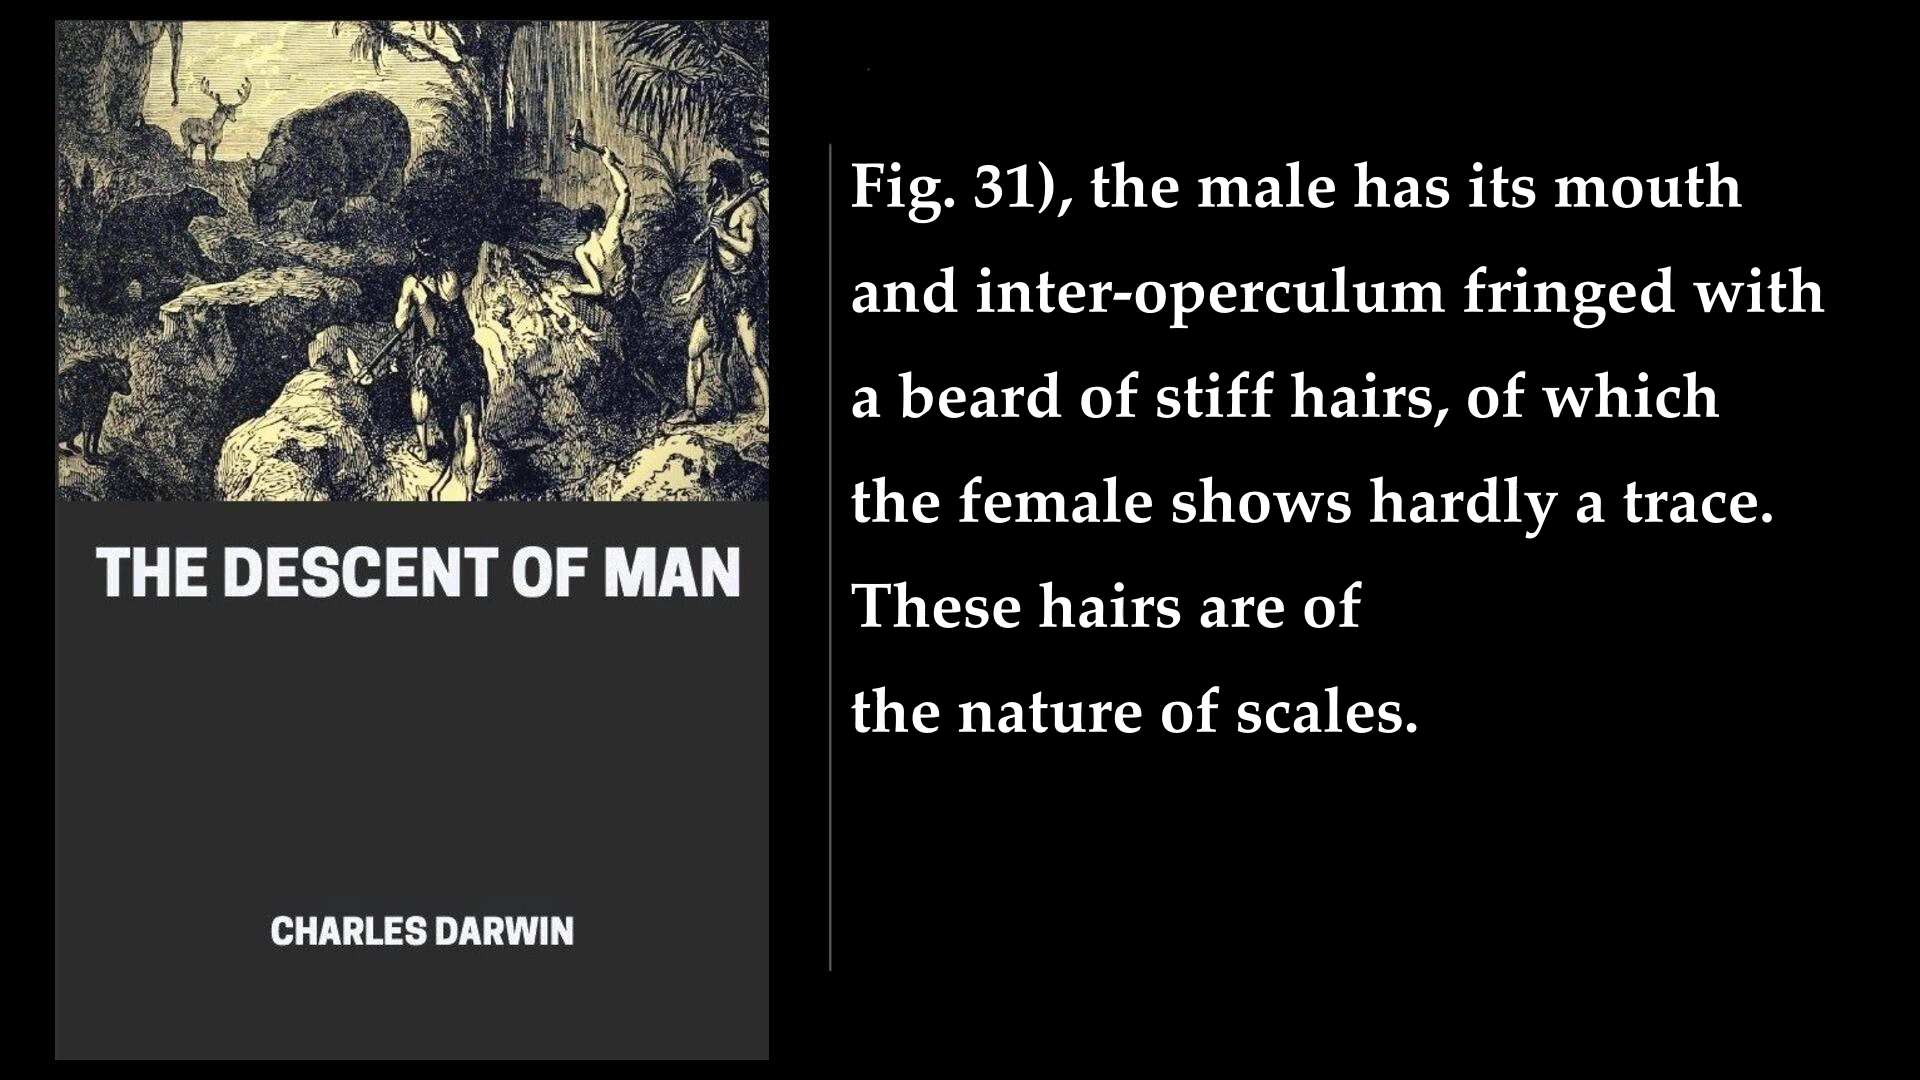 THE DESCENT OF MAN
CHARLES DARWIN
Fig. 31), the male has its mouth
and inter-operculum fringed with
a beard of stiff hairs, of which
the female shows hardly a trace.
These hairs are of
the nature of scales.